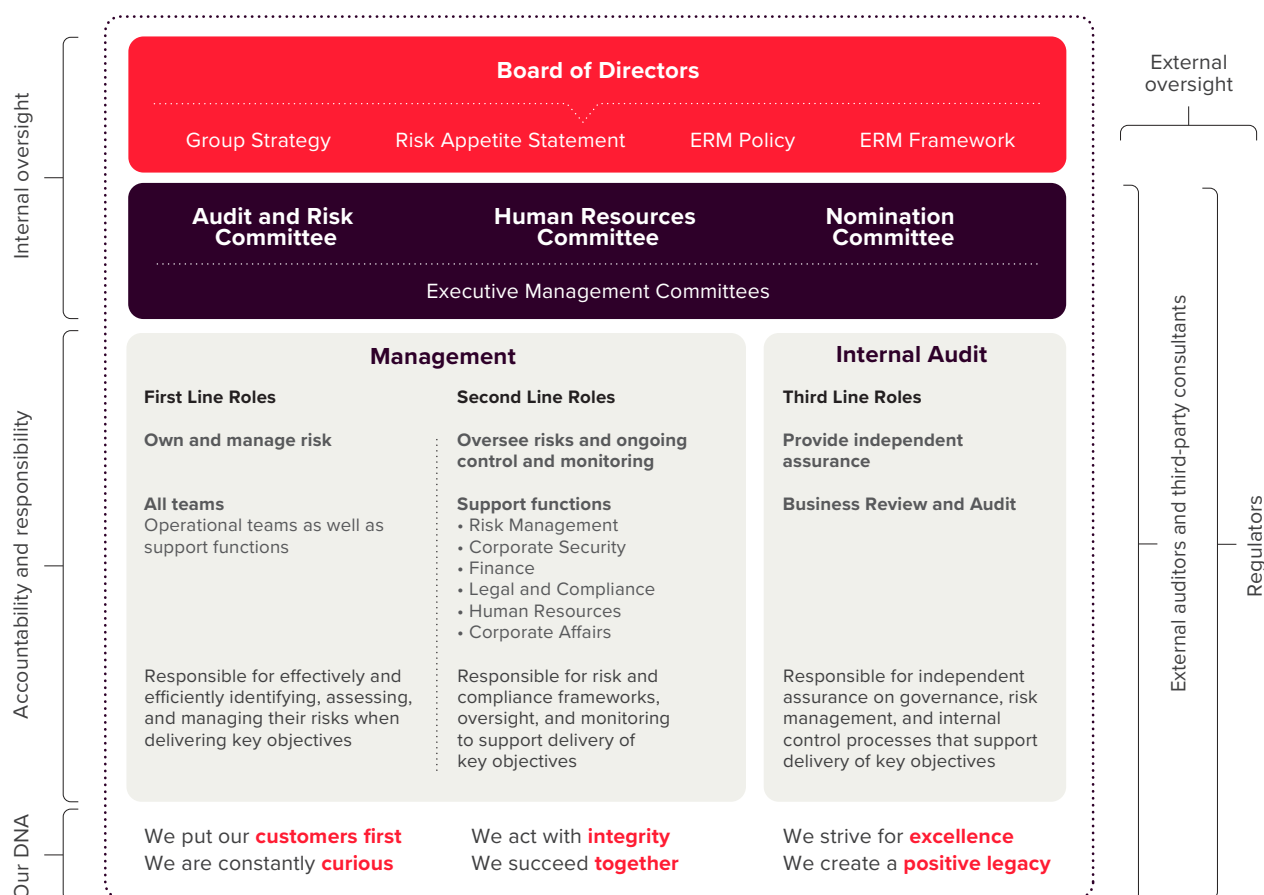 Board of Directors
Group Strategy
Risk Appetite Statement
ERM Policy
ERM Framework
Audit and Risk
Committee
Human Resources
Committee
Nomination
Committee
Executive Management Committees
Internal oversight
External
oversight
Management
First Line Roles
Own and manage risk
All teams
Operational teams as well as
support functions
Responsible for effectively and
efficiently identifying, assessing,
and managing their risks when
delivering key objectives
Second Line Roles
Oversee risks and ongoing
control and monitoring
Support functions
• Risk Management
• Corporate Security
• Finance
• Legal and Compliance
• Human Resources
• Corporate Affairs
Responsible for risk and
compliance frameworks,
oversight, and monitoring
to support delivery of
key objectives
Internal Audit
Third Line Roles
Provide independent
assurance
Business Review and Audit
Responsible for independent
assurance on governance, risk
management, and internal
control processes that support
delivery of key objectives
Accountability and responsibility
External auditors and third-party consultants
Regulators
Our DNA
We put our customers first
We are constantly curious
We act with integrity
We succeed together
We strive for excellence
We create a positive legacy